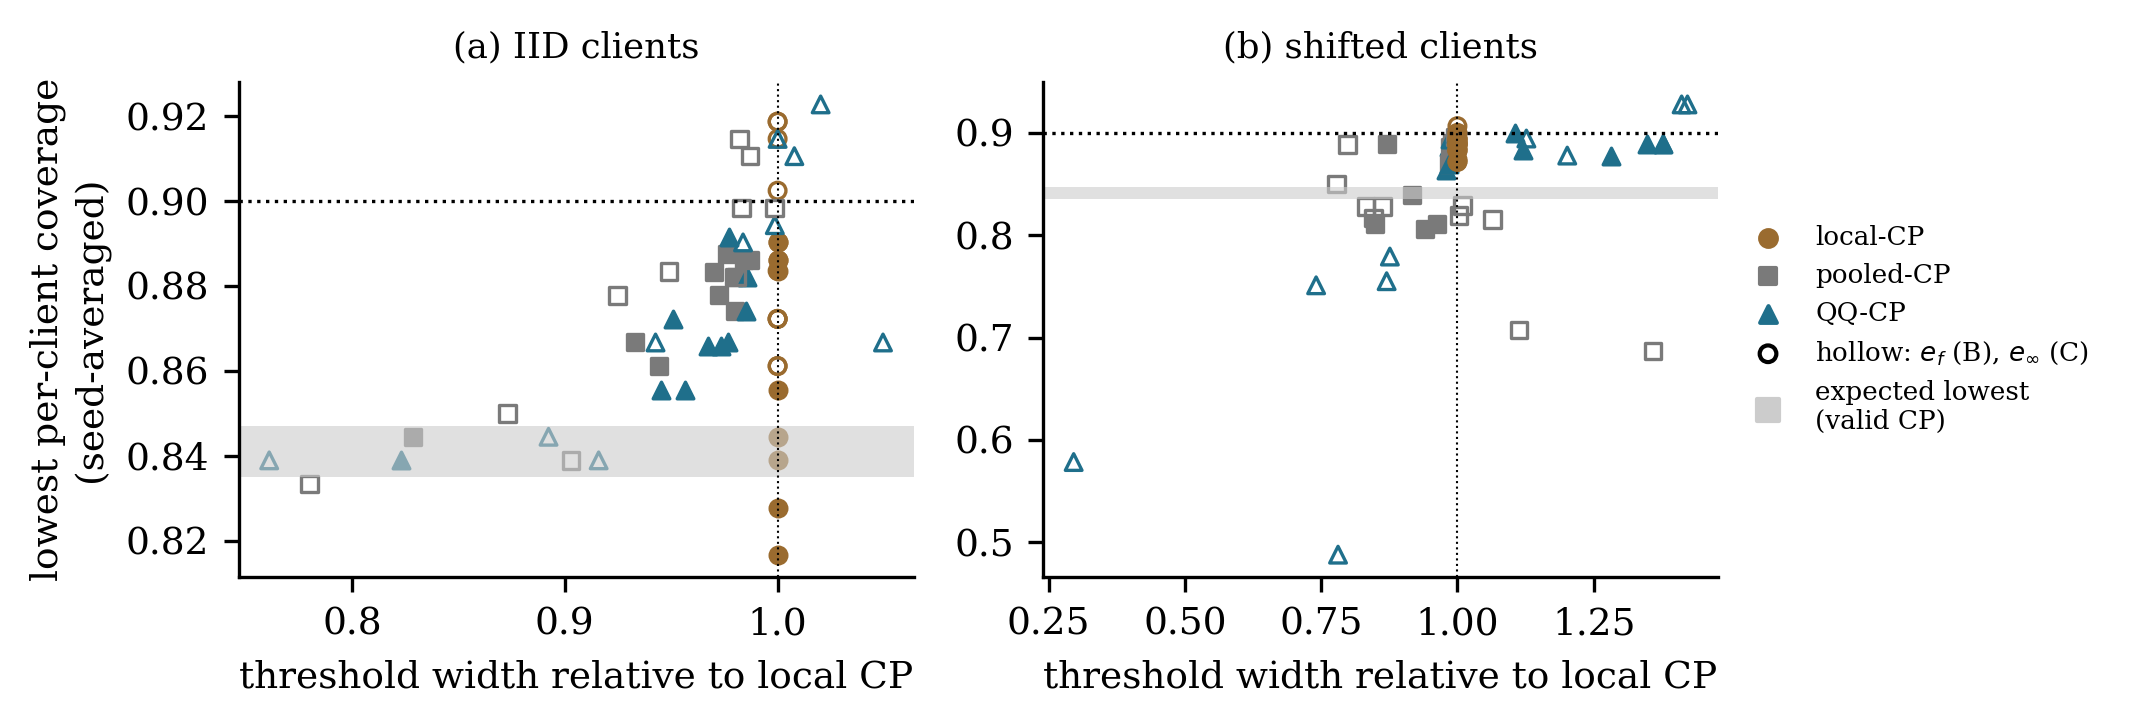 (a) IID clients
(b) shifted clients
lowest per-client coverage
(seed-averaged)
0.92
0.90
0.88
0.86
0.84
0.82
0.8
0.9
1.0
threshold width relative to local CP
0.9
0.8
0.7
0.6
0.5
0.25
0.50
0.75
1.00
1.25
threshold width relative to local CP
local-CP
pooled-CP
QQ-CP
hollow: e_f (B), e_∞ (C)
expected lowest
(valid CP)